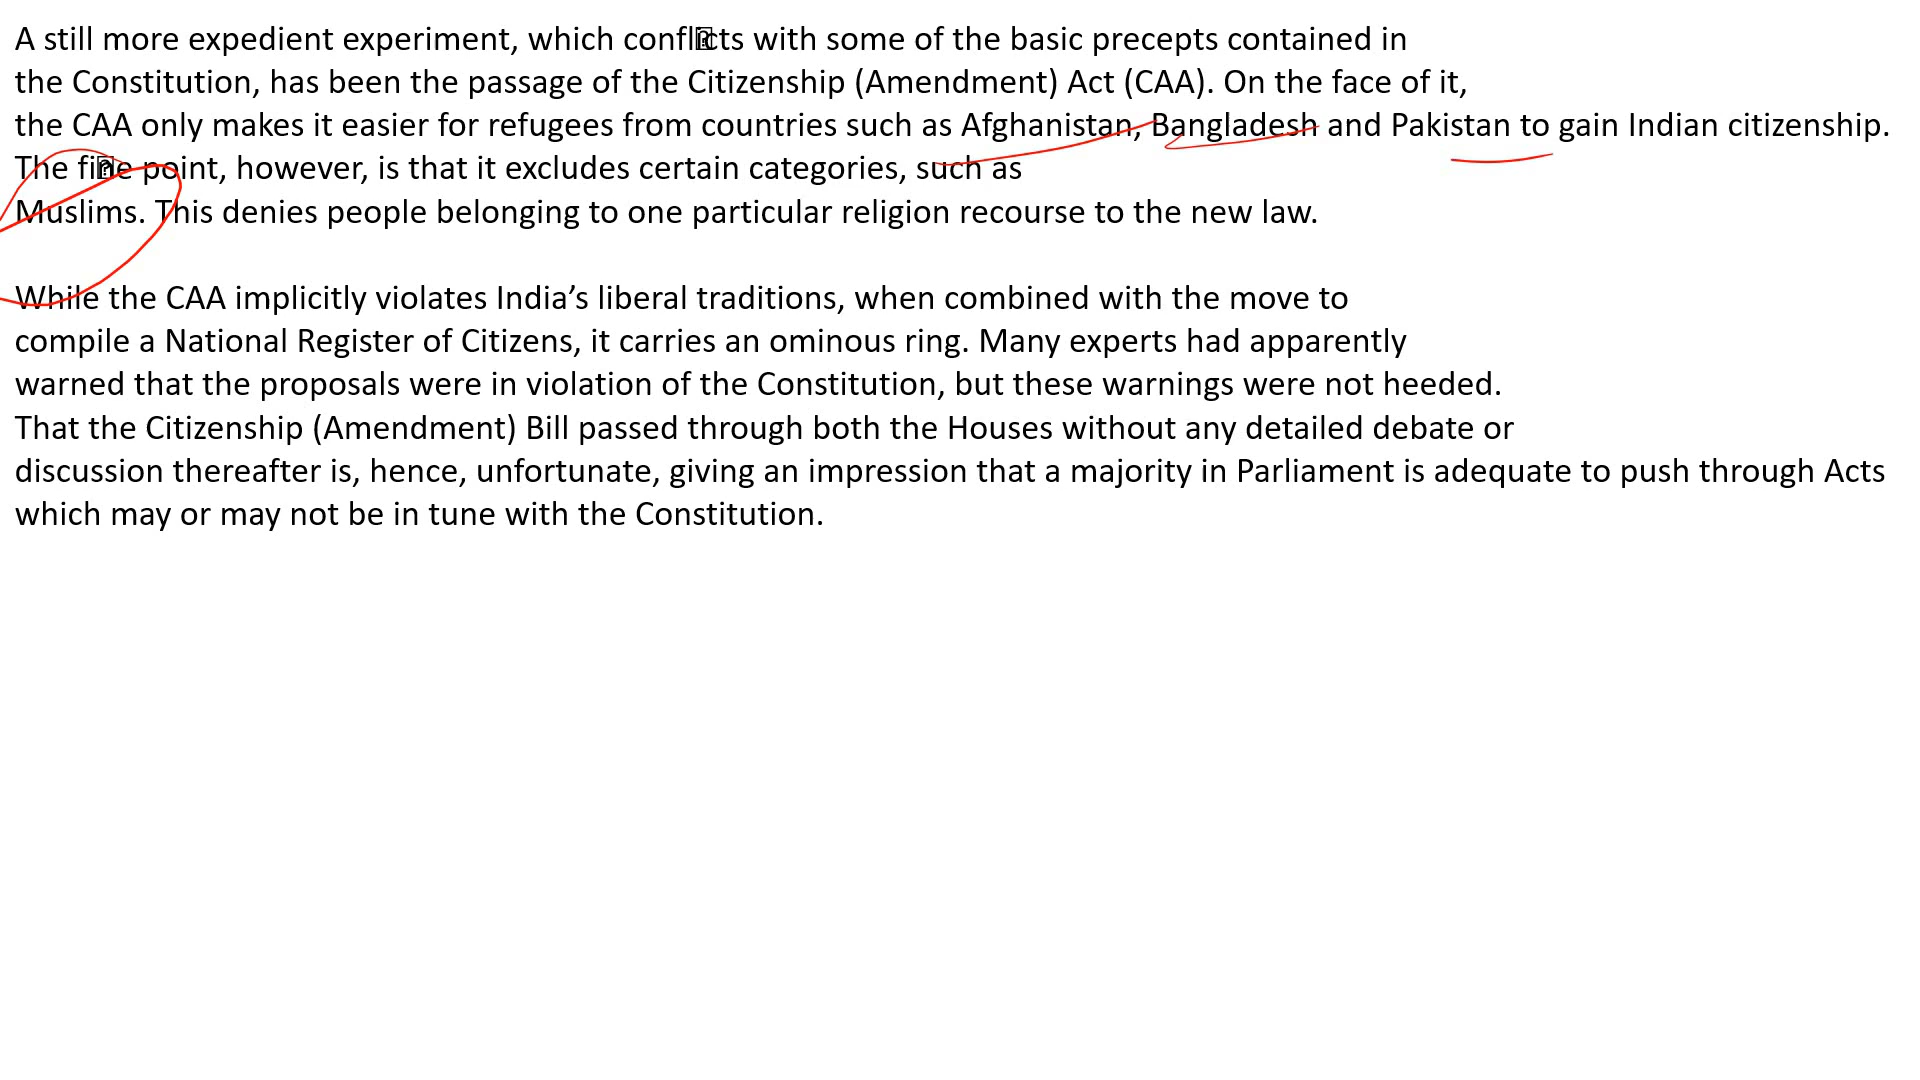 A still more expedient experiment, which conflicts with some of the basic precepts contained in
the Constitution, has been the passage of the Citizenship (Amendment) Act (CAA). On the face of it,
the CAA only makes it easier for refugees from countries such as Afghanistan, Bangladesh and Pakistan to gain Indian citizenship.
The fine point, however, is that it excludes certain categories, such as
Muslims. This denies people belonging to one particular religion recourse to the new law.
While the CAA implicitly violates India’s liberal traditions, when combined with the move to
compile a National Register of Citizens, it carries an ominous ring. Many experts had apparently
warned that the proposals were in violation of the Constitution, but these warnings were not heeded.
That the Citizenship (Amendment) Bill passed through both the Houses without any detailed debate or
discussion thereafter is, hence, unfortunate, giving an impression that a majority in Parliament is adequate to push through Acts
which may or may not be in tune with the Constitution.